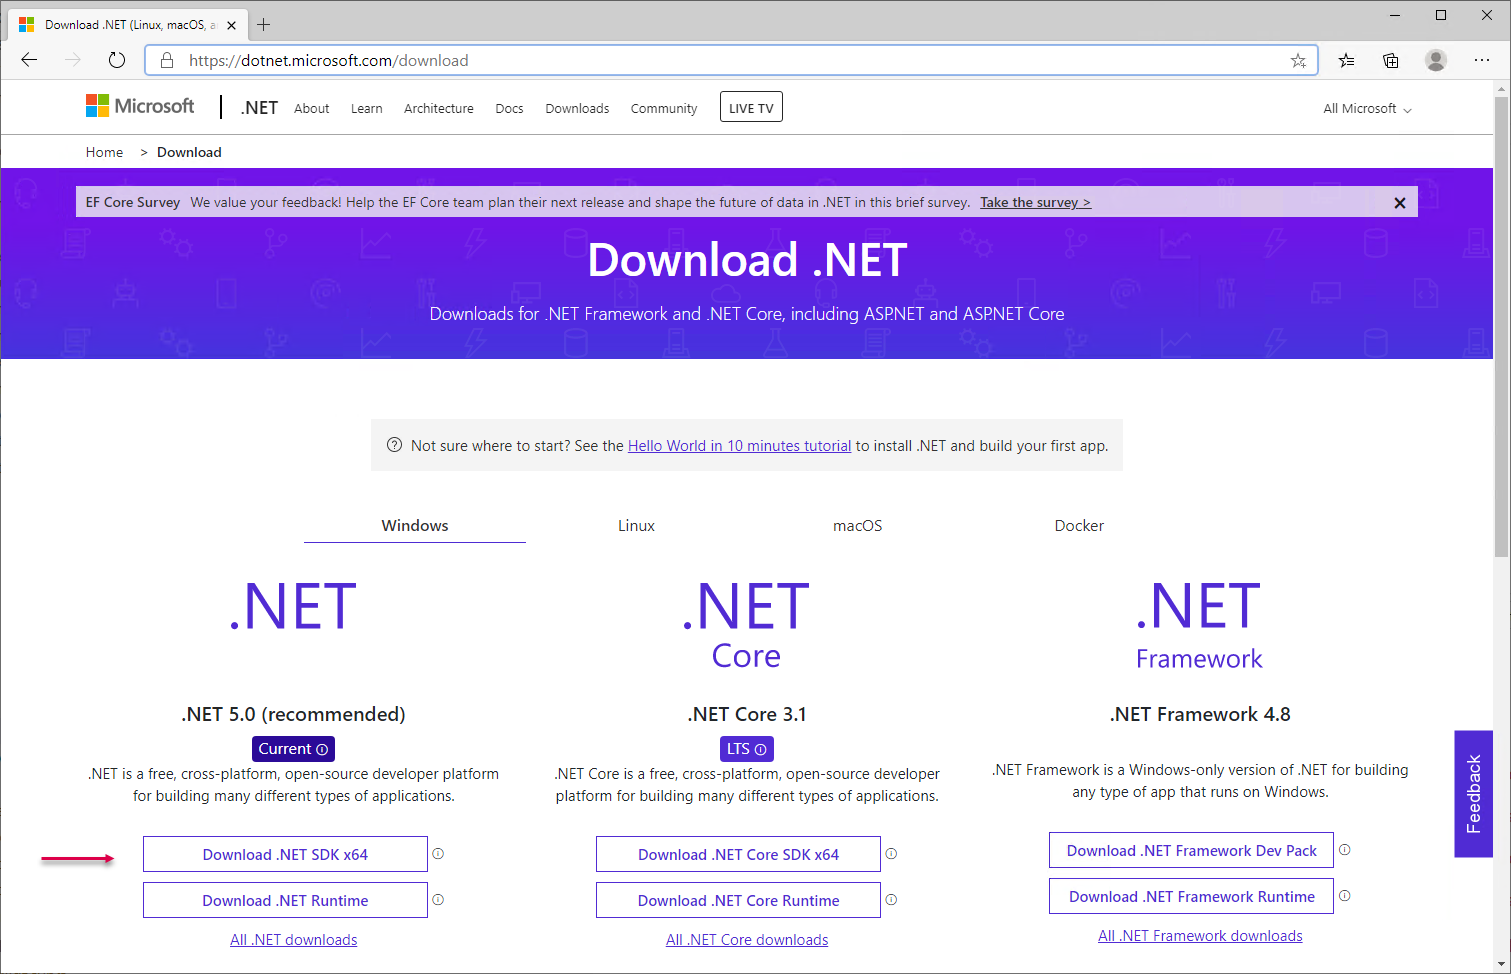 Download .NET (Linux, macOS, a
https://dotnet.microsoft.com/download
Microsoft
.NET About Learn Architecture Docs Downloads Community LIVE TV All Microsoft
Home > Download
EF Core Survey We value your feedback! Help the EF Core team plan their next release and shape the future of data in .NET in this brief survey. Take the survey >
Download .NET
Downloads for .NET Framework and .NET Core, including ASP.NET and ASP.NET Core
Not sure where to start? See the Hello World in 10 minutes tutorial to install .NET and build your first app.
Windows Linux macOS Docker
.NET
.NET 5.0 (recommended)
Current
.NET is a free, cross-platform, open-source developer platform
for building many different types of applications.
Download .NET SDK x64
Download .NET Runtime
All .NET downloads
.NET
Core
.NET Core 3.1
LTS
.NET Core is a free, cross-platform, open-source developer
platform for building many different types of applications.
Download .NET Core SDK x64
Download .NET Core Runtime
All .NET Core downloads
.NET
Framework
.NET Framework 4.8
.NET Framework is a Windows-only version of .NET for building
any type of app that runs on Windows.
Download .NET Framework Dev Pack
Download .NET Framework Runtime
All .NET Framework downloads
Feedback